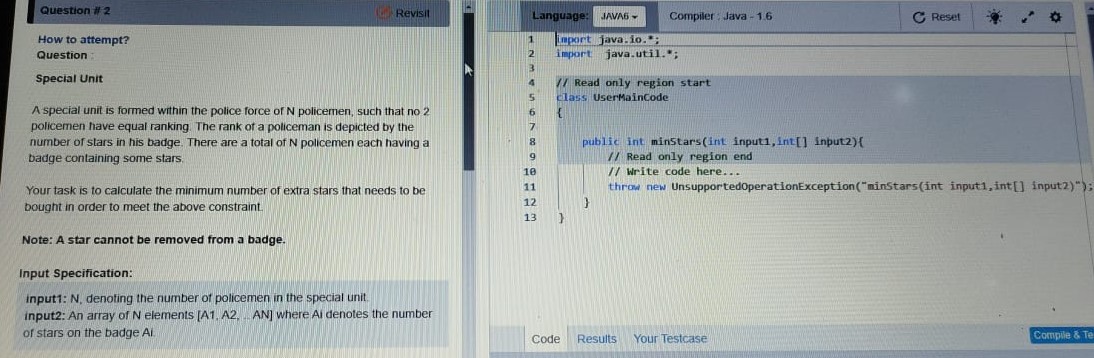 Question # 2
Revisit
How to attempt?
Question :
Special Unit
A special unit is formed within the police force of N policemen, such that no 2
policemen have equal ranking. The rank of a policeman is depicted by the
number of stars in his badge. There are a total of N policemen each having a
badge containing some stars.
Your task is to calculate the minimum number of extra stars that needs to be
bought in order to meet the above constraint.
Note: A star cannot be removed from a badge.
Input Specification:
input1: N, denoting the number of policemen in the special unit.
input2: An array of N elements [A1, A2, ... AN] where Ai denotes the number
of stars on the badge Ai.
Language: JAVA6 Compiler : Java - 1.6 Reset
1 import java.io.*;
2 import java.util.*;
3
4 // Read only region start
5 class UserMainCode
6 {
7
8 public int minStars(int input1,int[] input2){
9 // Read only region end
10 // Write code here...
11 throw new UnsupportedOperationException("minStars(int input1,int[] input2)");
12 }
13 }
Code Results Your Testcase
Compile & Te